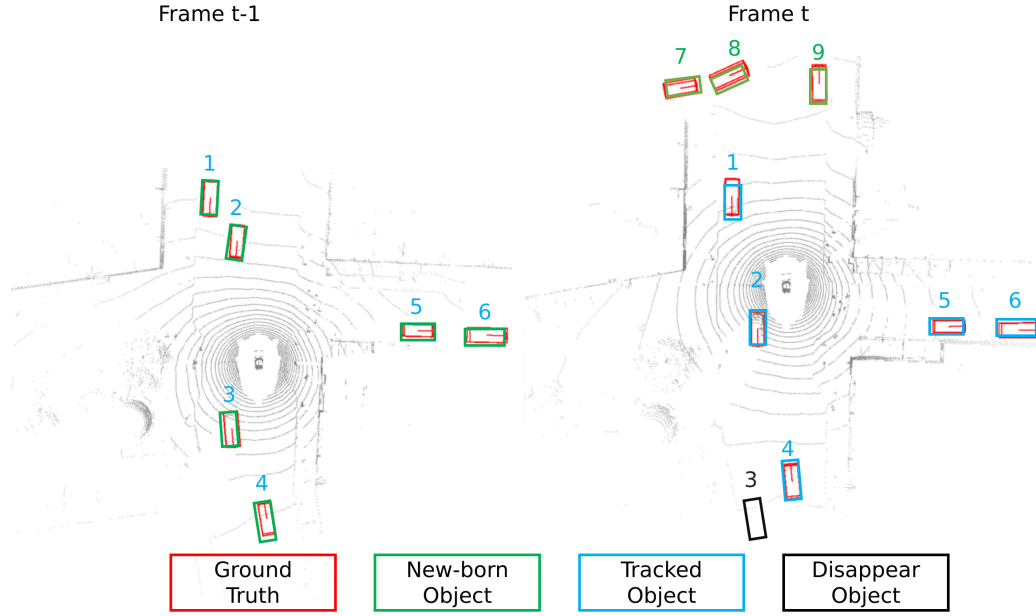 Frame t-1
Frame t
7
8
9
1
2
5
6
3
4
1
2
5
6
4
3
Ground
Truth
New-born
Object
Tracked
Object
Disappear
Object